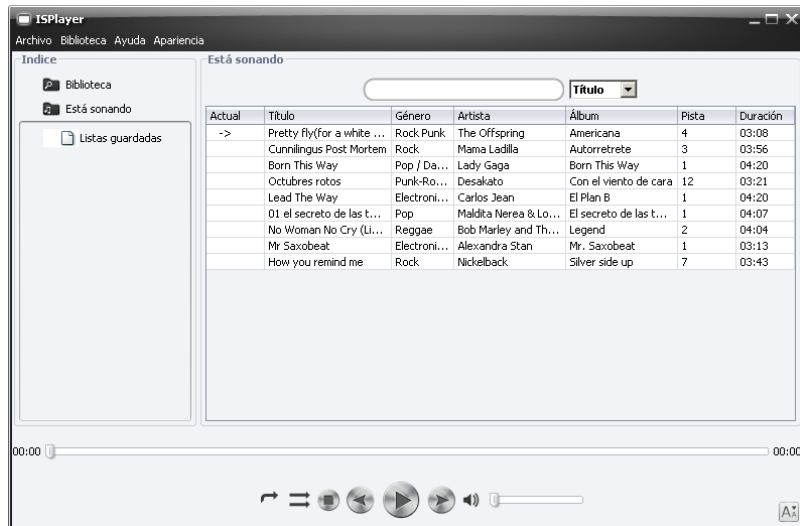 ISPlayer
Archivo Biblioteca Ayuda Apariencia
Indice
Biblioteca
Está sonando
Listas guardadas
Está sonando
Título
Actual Título Género Artista Álbum Pista Duración
-> Pretty fly(for a white ... Rock Punk The Offspring Americana 4 03:08
Cunnilingus Post Mortem Rock Mama Ladilla Autorretrete 3 03:56
Born This Way Pop / Da... Lady Gaga Born This Way 1 04:20
Octubres rotos Punk-Ro... Desakato Con el viento de cara 12 03:21
Lead The Way Electroni... Carlos Jean El Plan B 1 04:20
01 el secreto de las t... Pop Maldita Nerea & Lo... El secreto de las t... 1 04:07
No Woman No Cry (Li... Reggae Bob Marley and Th... Legend 2 04:04
Mr Saxobeat Electroni... Alexandra Stan Mr. Saxobeat 1 03:13
How you remind me Rock Nickelback Silver side up 7 03:43
00:00 00:00